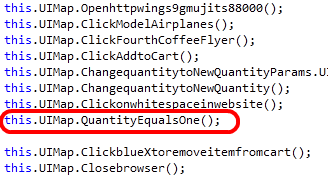 this.UIMap.Openhttpwings9gmujits88000();
this.UIMap.ClickModelAirplanes();
this.UIMap.ClickFourthCoffeeFlyer();
this.UIMap.ClickAddtoCart();
this.UIMap.ChangequantitytoNewQuantityParams.UI
this.UIMap.ChangequantitytoNewQuantity();
this.UIMap.Clickonwhitespaceinwebsite();
this.UIMap.QuantityEqualsOne();
this.UIMap.ClickblueXtoremoveitemfromcart();
this.UIMap.Closebrowser();